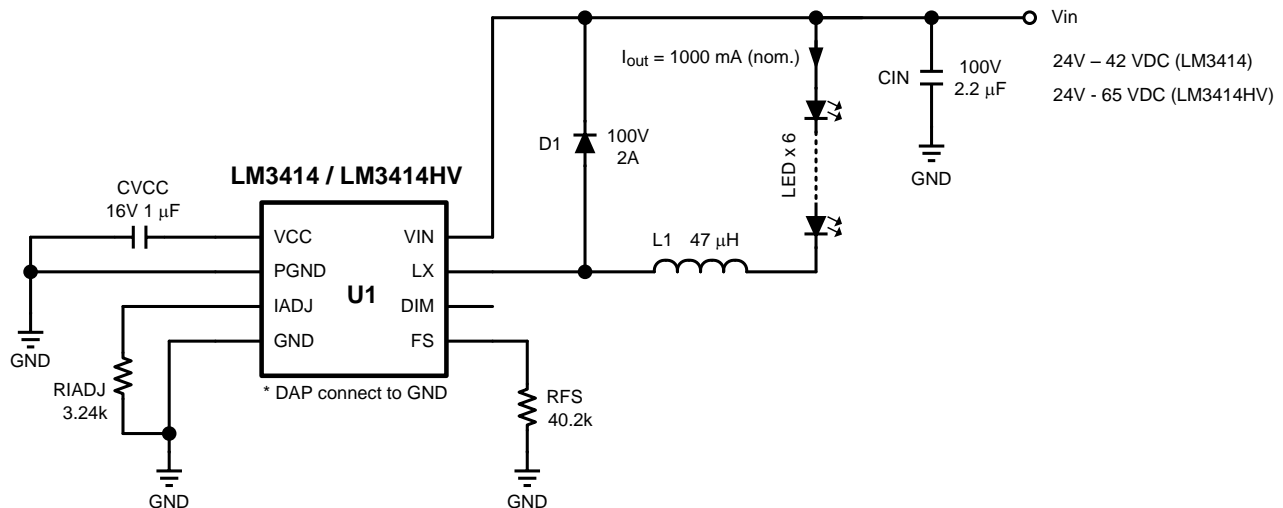 Vin
I_out = 1000 mA (nom.)
24V – 42 VDC (LM3414)
24V - 65 VDC (LM3414HV)
CIN
100V
2.2 μF
GND
D1
100V
2A
LED x 6
LM3414 / LM3414HV
CVCC
16V 1 μF
VCC
VIN
L1 47 μH
PGND
LX
U1
IADJ
DIM
GND
FS
GND
* DAP connect to GND
RIADJ
3.24k
RFS
40.2k
GND
GND